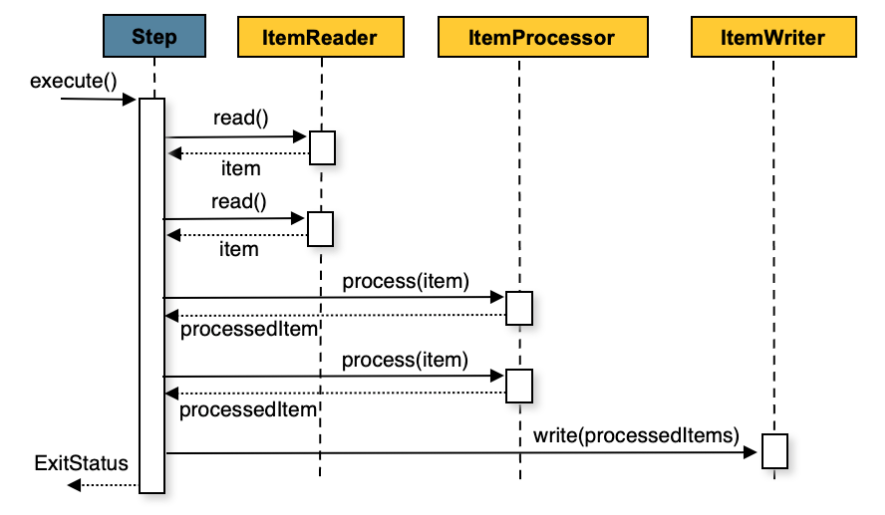 Step
ItemReader
ItemProcessor
ItemWriter
execute()
read()
item
read()
item
process(item)
processedItem
process(item)
processedItem
write(processedItems)
ExitStatus